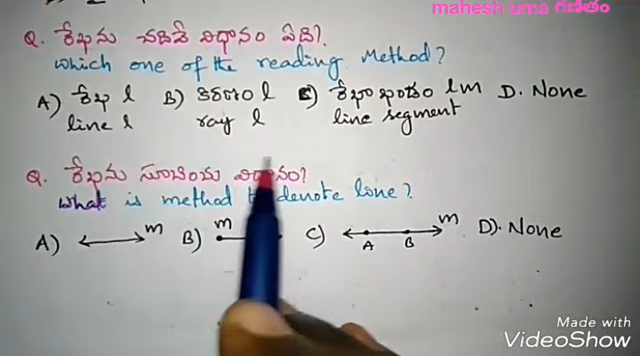 mahesh uma గణితం
Q. రేఖను చదివే విధానం ఏది?
Which one of the reading Method?
A) రేఖ l B) కిరణం l C) రేఖాఖండం lm D. None
line l ray l line segment
Q. రేఖను సూచించు విధానం?
What is method to denote line?
A) m B) m C) A B m D). None
Made with
VideoShow